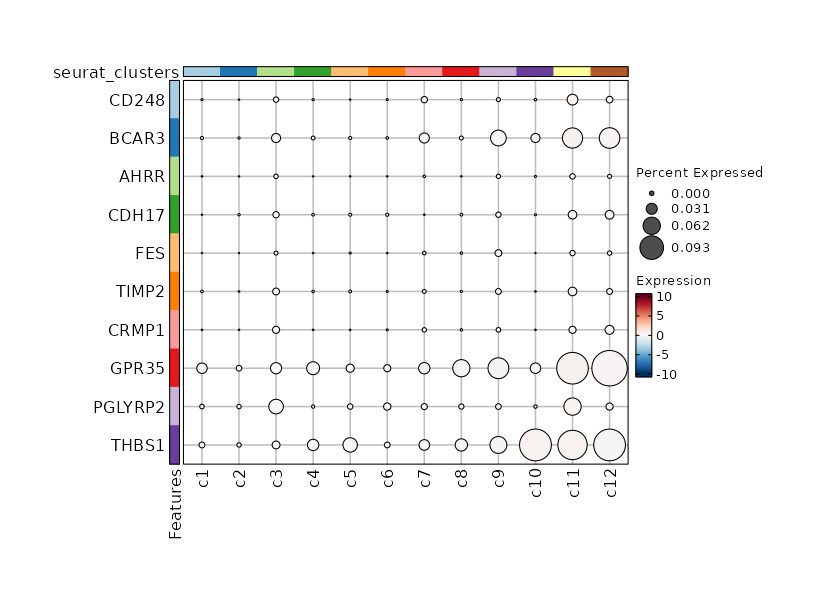 seurat_clusters
CD248
BCAR3
AHRR
CDH17
FES
TIMP2
CRMP1
GPR35
PGLYRP2
THBS1
Features
c1
c2
c3
c4
c5
c6
c7
c8
c9
c10
c11
c12
Percent Expressed
0.000
0.031
0.062
0.093
Expression
10
5
0
-5
-10